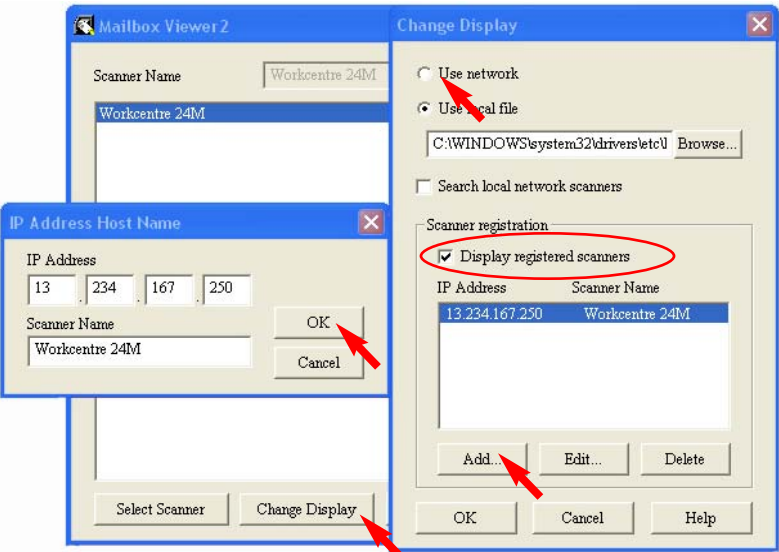 Mailbox Viewer 2
Scanner Name
Workcentre 24M
Workcentre 24M
Select Scanner
Change Display
IP Address Host Name
IP Address
13 . 234 . 167 . 250
Scanner Name
Workcentre 24M
OK
Cancel
Change Display
Use network
Use local file
C:\WINDOWS\system32\drivers\etc\l Browse...
Search local network scanners
Scanner registration
Display registered scanners
IP Address Scanner Name
13.234.167.250 Workcentre 24M
Add... Edit... Delete
OK Cancel Help